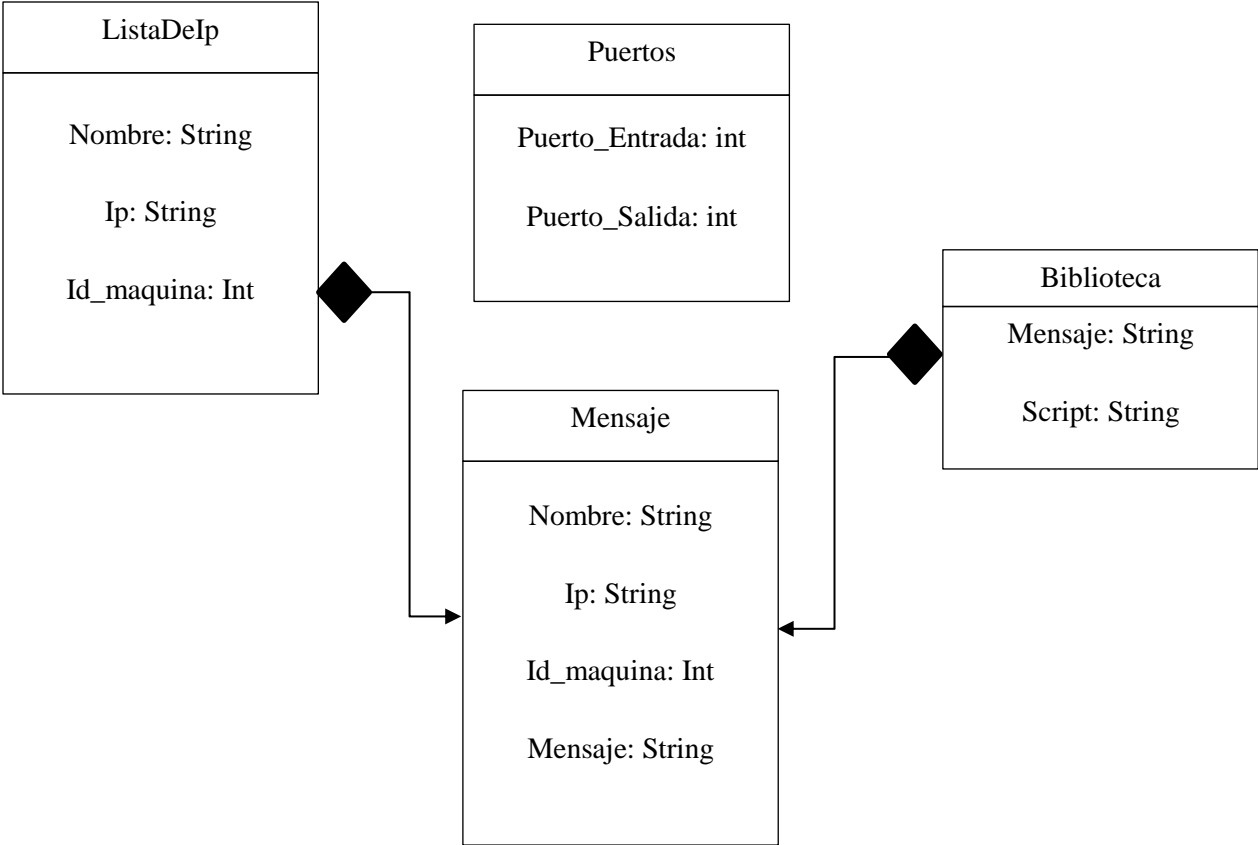 ListaDeIp
Nombre: String
Ip: String
Id_maquina: Int
Puertos
Puerto_Entrada: int
Puerto_Salida: int
Biblioteca
Mensaje: String
Script: String
Mensaje
Nombre: String
Ip: String
Id_maquina: Int
Mensaje: String